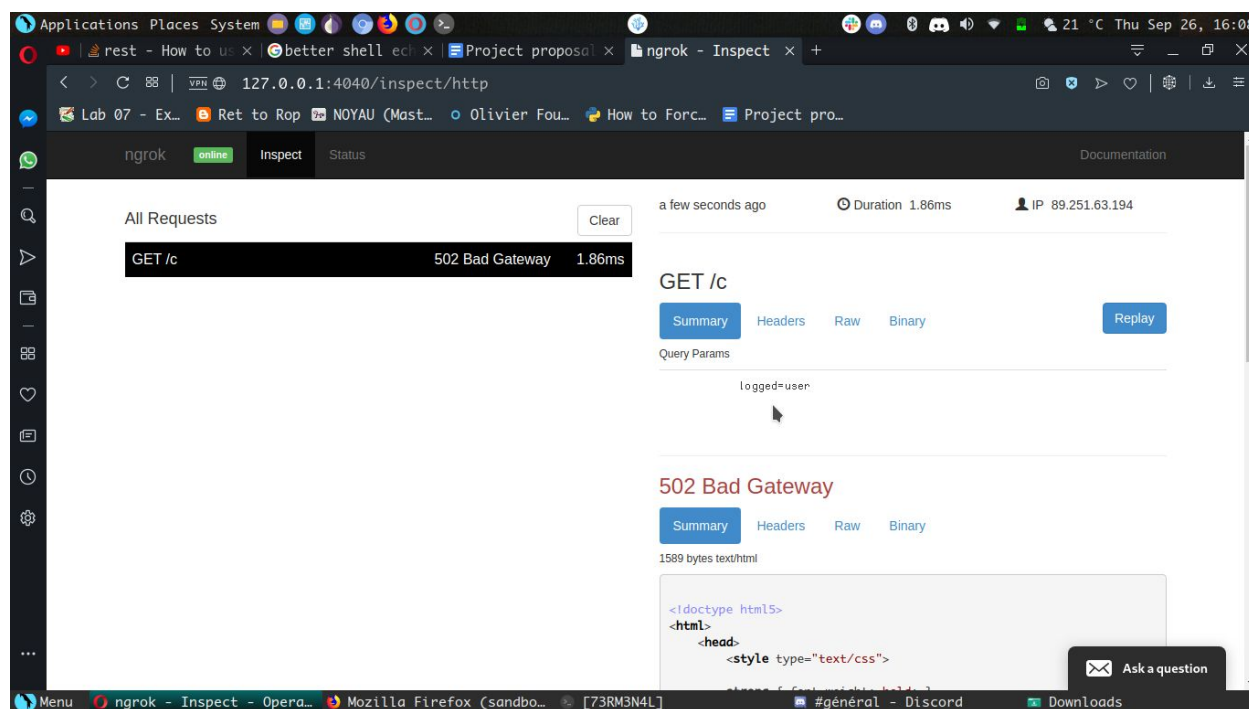 Applications Places System 21 °C Thu Sep 26, 16:08
rest - How to us × Gbetter shell ech × Project proposal × ngrok - Inspect × +
VPN 127.0.0.1:4040/inspect/http
Lab 07 - Ex… Ret to Rop NOYAU (Mast… Olivier Fou… How to Forc… Project pro…
ngrok online Inspect Status Documentation
All Requests
Clear
GET /c 502 Bad Gateway 1.86ms
a few seconds ago Duration 1.86ms IP 89.251.63.194
GET /c
Summary Headers Raw Binary Replay
Query Params
logged=user
502 Bad Gateway
Summary Headers Raw Binary
1589 bytes text/html
<!doctype html5>
<html>
<head>
<style type="text/css">
Ask a question
Menu ngrok - Inspect - Opera… Mozilla Firefox (sandbo… [73RM3N4L] #général - Discord Downloads